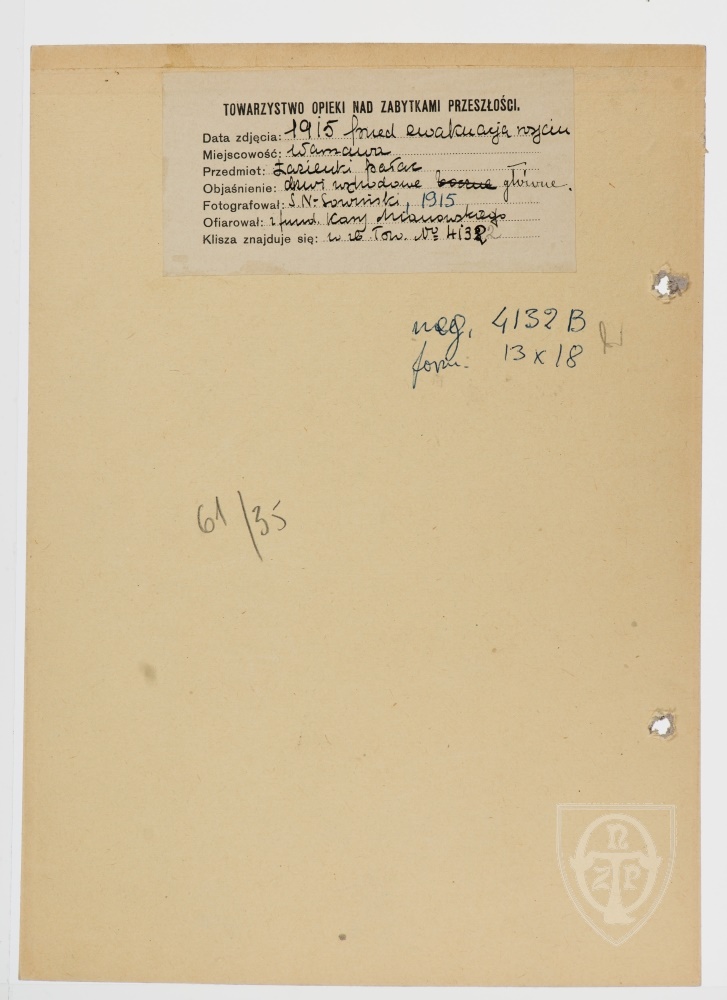 TOWARZYSTWO OPIEKI NAD ZABYTKAMI PRZESZŁOŚCI.
Data zdjęcia: 1915 przed ewakuacją
Miejscowość: Warszawa
Przedmiot: Łazienki pałac
Objaśnienie: drzwi wchodowe boczne główne.
Fotografował: S. N-Sawiński, 1915
Ofiarował: z fund. Kasy Mianowskiego
Klisza znajduje się: Tow. № 4132
neg. 4132 B
form. 13 x 18
61/35
N
Z P